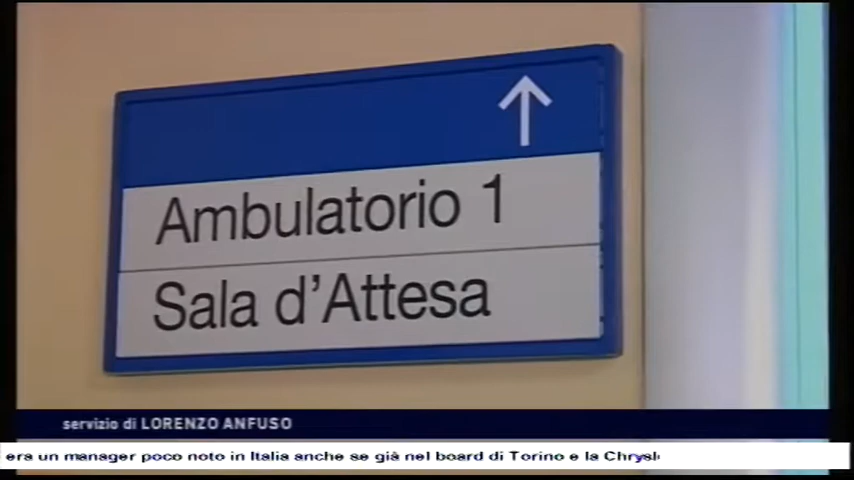 Ambulatorio 1
Sala d'Attesa
servizio di LORENZO ANFUSO
era un manager poco noto in Italia anche se già nel board di Torino e la